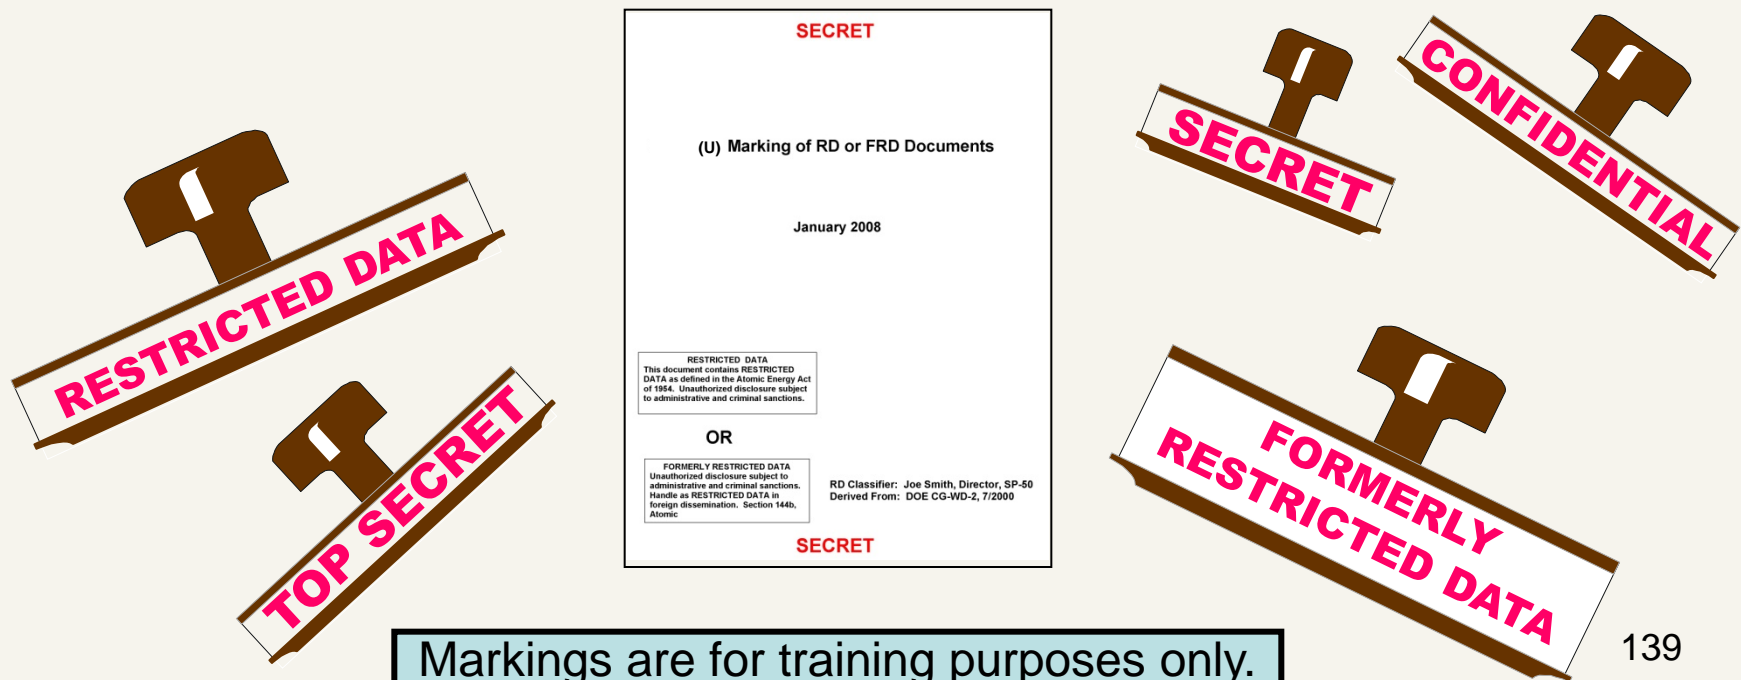 RESTRICTED DATA
TOP SECRET
SECRET
(U) Marking of RD or FRD Documents
January 2008
RESTRICTED DATA
This document contains RESTRICTED
DATA as defined in the Atomic Energy Act
of 1954. Unauthorized disclosure subject
to administrative and criminal sanctions.
OR
FORMERLY RESTRICTED DATA
Unauthorized disclosure subject to
administrative and criminal sanctions.
Handle as RESTRICTED DATA in
foreign dissemination. Section 144b,
Atomic
RD Classifier: Joe Smith, Director, SP-50
Derived From: DOE CG-WD-2, 7/2000
SECRET
SECRET
CONFIDENTIAL
FORMERLY
RESTRICTED DATA
Markings are for training purposes only.
139